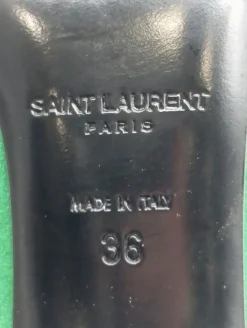 SAINT LAURENT
PARIS
MADE IN ITALY
36